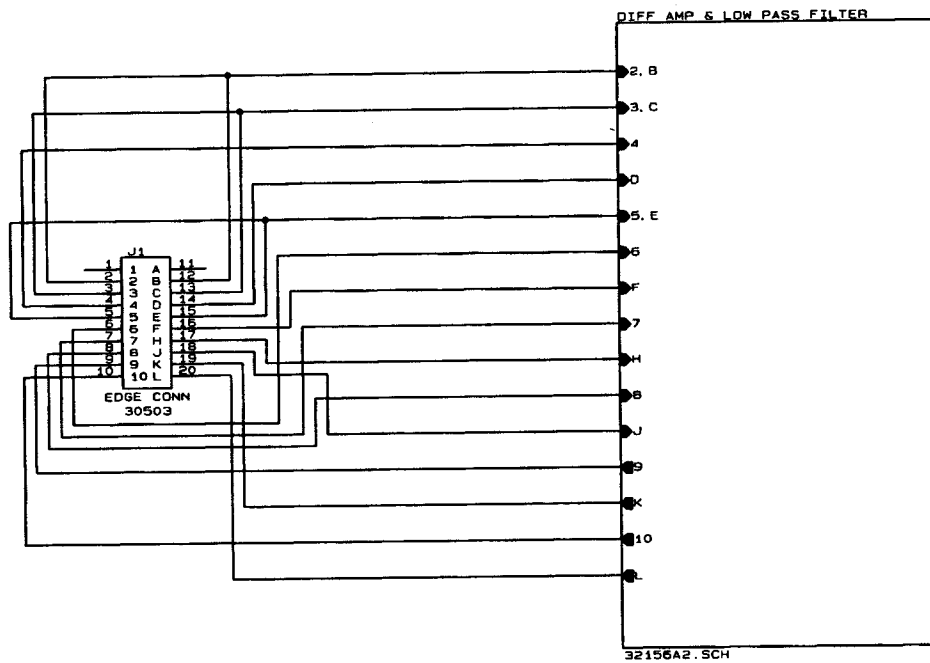 DIFF AMP & LOW PASS FILTER
2, B
3, C
4
D
5, E
6
F
7
H
8
J
9
K
10
L
J1
1 1 A 11
2 2 B 12
3 3 C 13
4 4 D 14
5 5 E 15
6 6 F 16
7 7 H 17
8 8 J 18
9 9 K 19
10 10 L 20
EDGE CONN
30503
32156A2.SCH